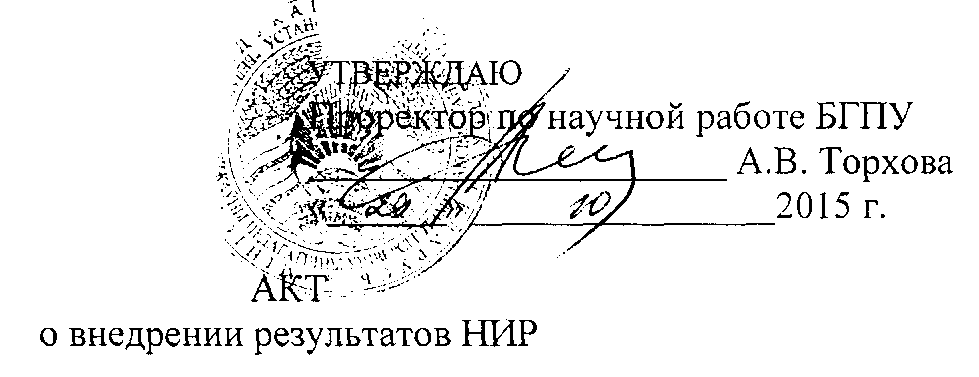 УТВЕРЖДАЮ
Проректор по научной работе БГПУ
А.В. Торхова
« 20 » 10 2015 г.
АКТ
о внедрении результатов НИР